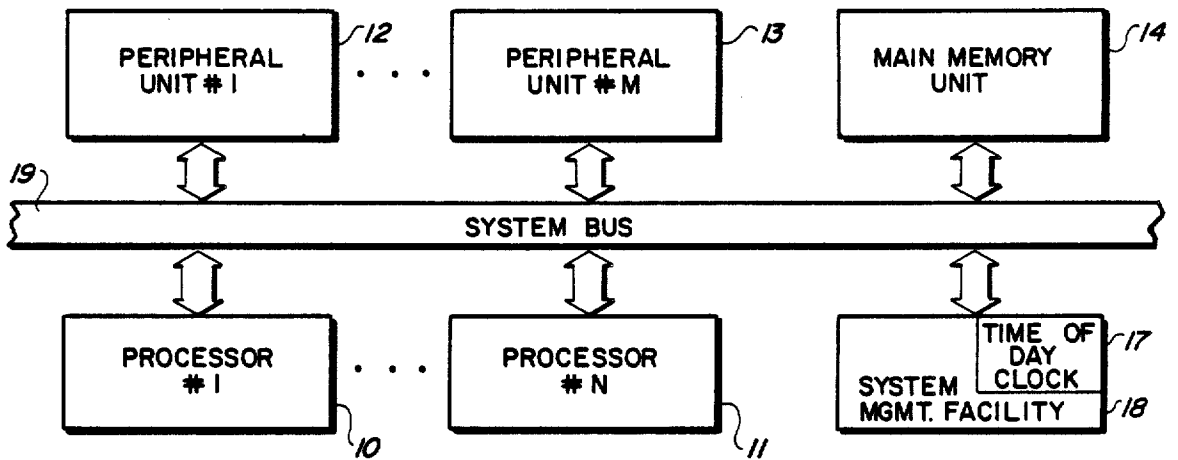 PERIPHERAL
UNIT # 1
12
PERIPHERAL
UNIT # M
13
MAIN MEMORY
UNIT
14
19
SYSTEM BUS
PROCESSOR
# 1
10
PROCESSOR
# N
11
TIME OF
DAY
CLOCK
17
SYSTEM
MGMT. FACILITY
18